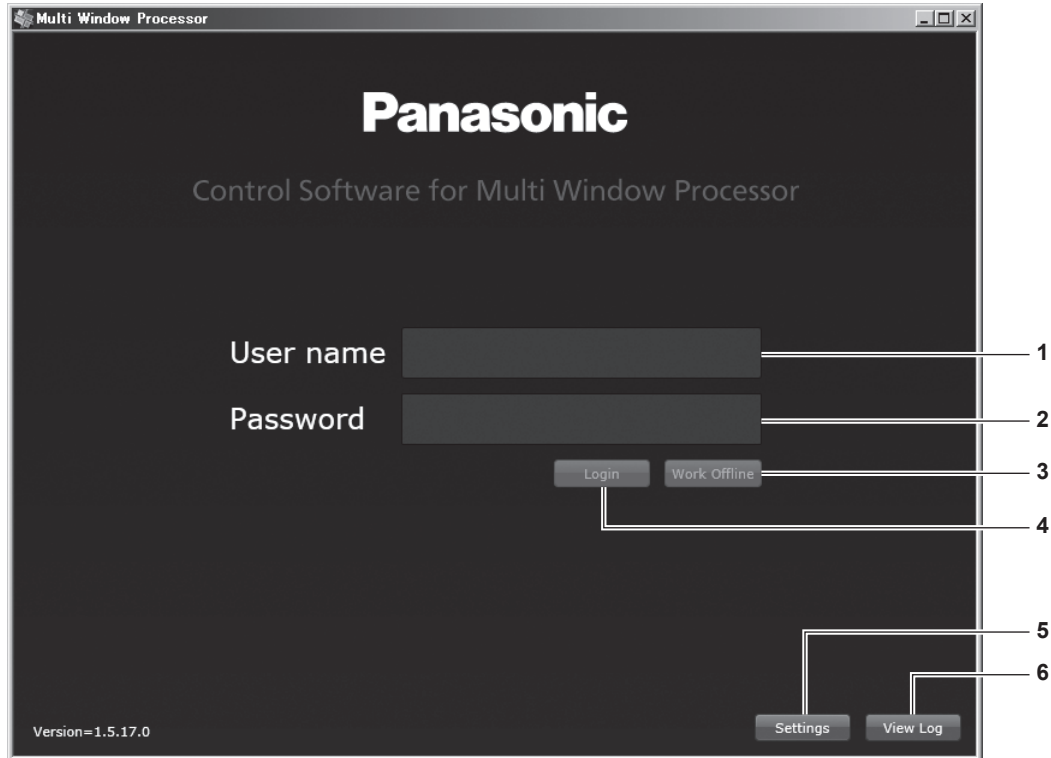 Multi Window Processor
Panasonic
Control Software for Multi Window Processor
User name
1
Password
2
Login
Work Offline
3
4
5
6
Version=1.5.17.0
Settings
View Log